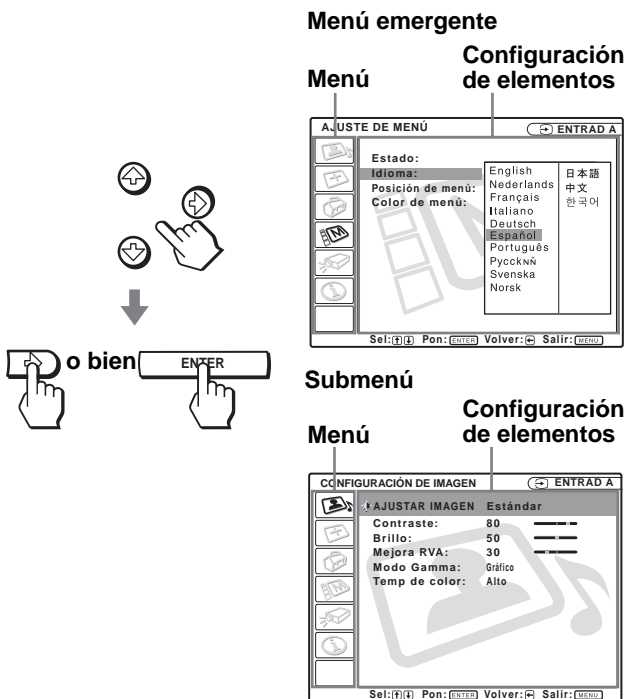 Menú emergente
Menú
Configuración
de elementos
AJUSTE DE MENÚ
ENTRAD A
Estado:
Idioma:
Posición de menú:
Color de menú:
English
Nederlands
Français
Italiano
Deutsch
Español
Português
Русский
Svenska
Norsk
日本語
中文
한국어
Sel: Pon: ENTER Volver: Salir: MENU
o bien
ENTER
Submenú
Menú
Configuración
de elementos
CONFIGURACIÓN DE IMAGEN
ENTRAD A
AJUSTAR IMAGEN Estándar
Contraste: 80
Brillo: 50
Mejora RVA: 30
Modo Gamma: Gráfico
Temp de color: Alto
Sel: Pon: ENTER Volver: Salir: MENU